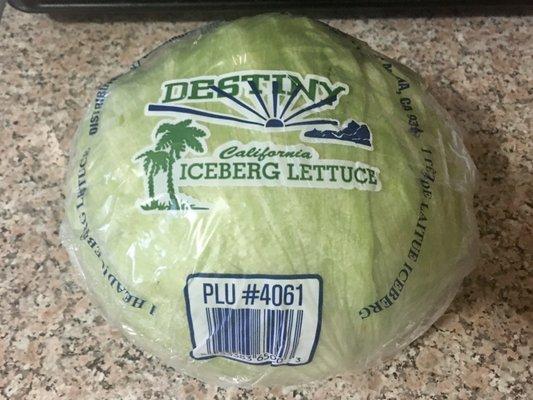 DESTINY
California
ICEBERG LETTUCE
PLU #4061
1 HEAD ICEBERG LETTUCE
LAITUE ICEBERG